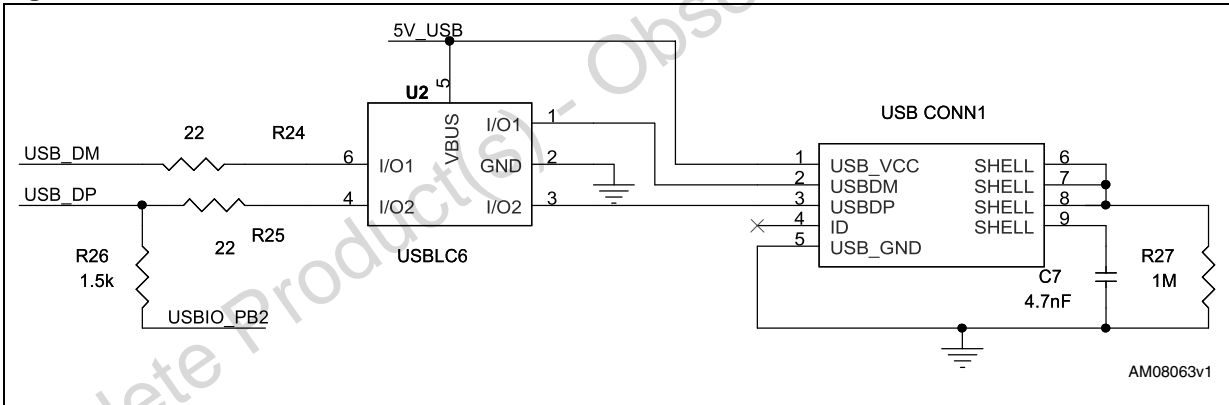 5V_USB
U2
5
VBUS
USB CONN1
22 R24
I/O1 1
USB_DM 6 I/O1 GND 2
1 USB_VCC SHELL 6
2 USBDM SHELL 7
USB_DP 4 I/O2 I/O2 3
3 USBDP SHELL 8
4 ID SHELL 9
5 USB_GND
22 R25
USBLC6
R26
1.5k
C7
4.7nF
R27
1M
USBIO_PB2
AM08063v1
lete Product(s) - Obs